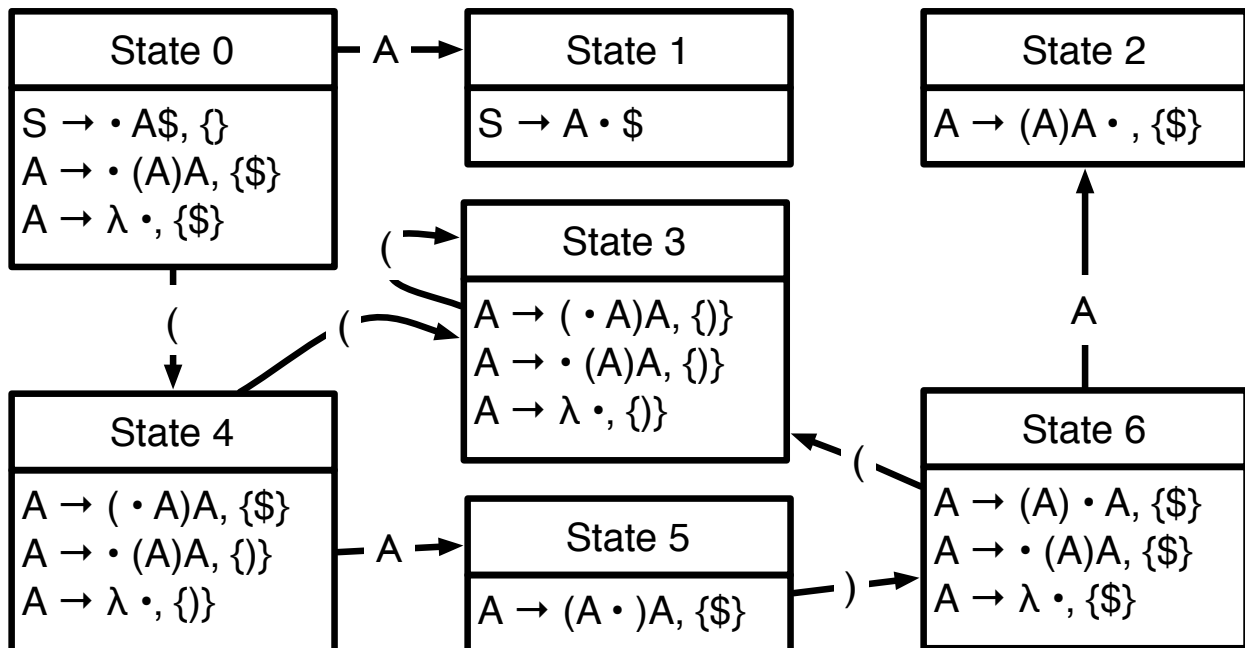 State 0
S → • A$, {}
A → • (A)A, {$}
A → λ •, {$}
A
State 1
S → A • $
State 2
A → (A)A • , {$}
(
(
(
State 3
A → ( • A)A, {)}
A → • (A)A, {)}
A → λ •, {)}
A
State 4
A → ( • A)A, {$}
A → • (A)A, {)}
A → λ •, {)}
A
State 5
A → (A • )A, {$}
)
(
State 6
A → (A) • A, {$}
A → • (A)A, {$}
A → λ •, {$}